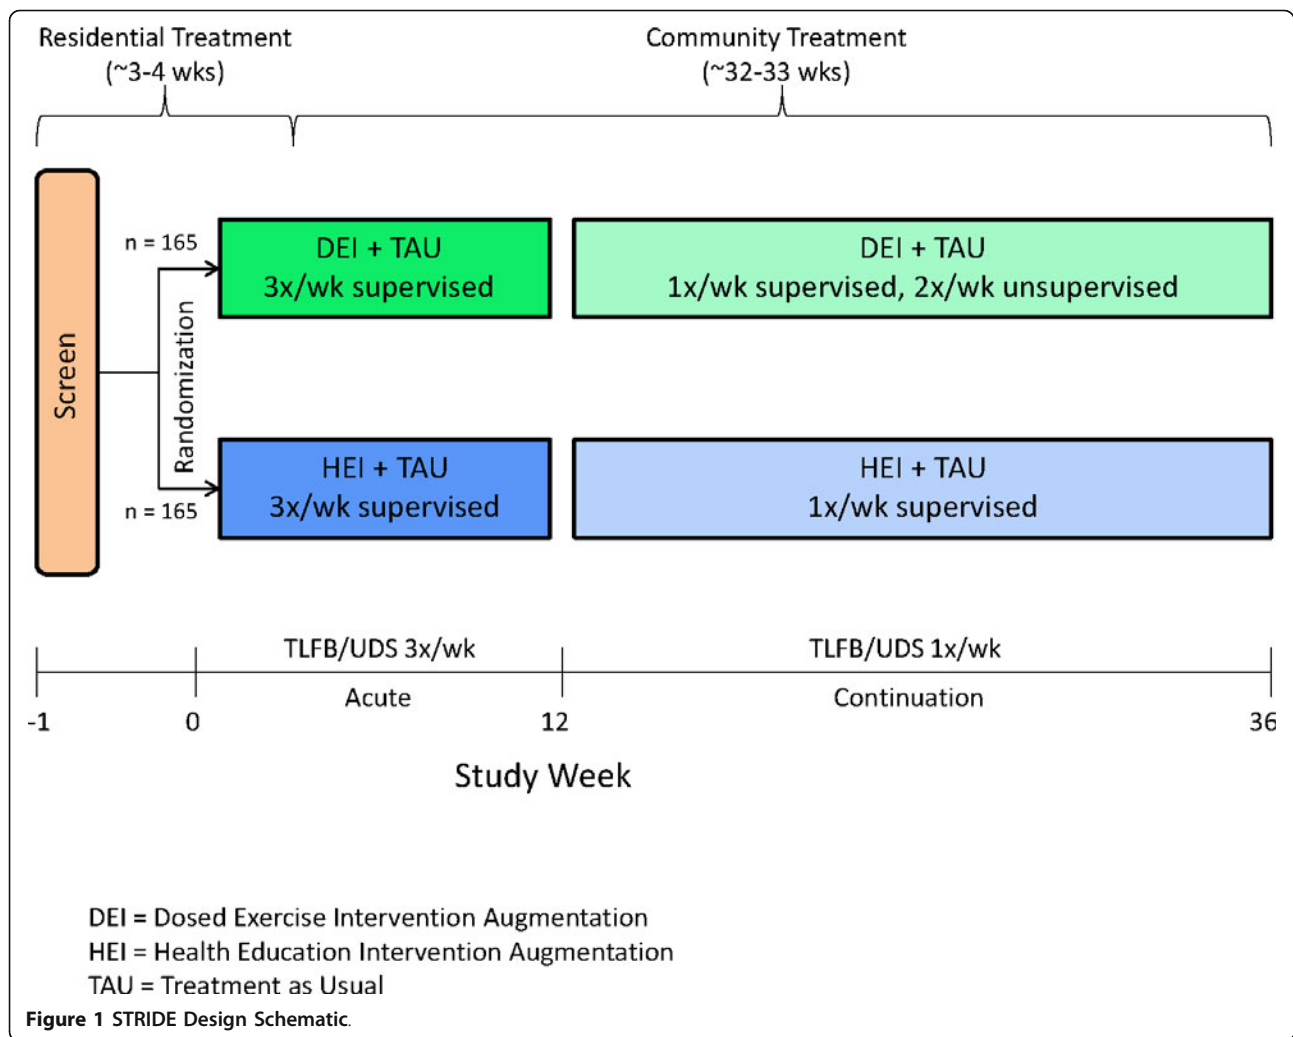 Residential Treatment
(~3-4 wks)
Community Treatment
(~32-33 wks)
Screen
n = 165
Randomization
n = 165
DEI + TAU
3x/wk supervised
DEI + TAU
1x/wk supervised, 2x/wk unsupervised
HEI + TAU
3x/wk supervised
HEI + TAU
1x/wk supervised
TLFB/UDS 3x/wk
TLFB/UDS 1x/wk
Acute
Continuation
-1
0
12
36
Study Week
DEI = Dosed Exercise Intervention Augmentation
HEI = Health Education Intervention Augmentation
TAU = Treatment as Usual
Figure 1 STRIDE Design Schematic.